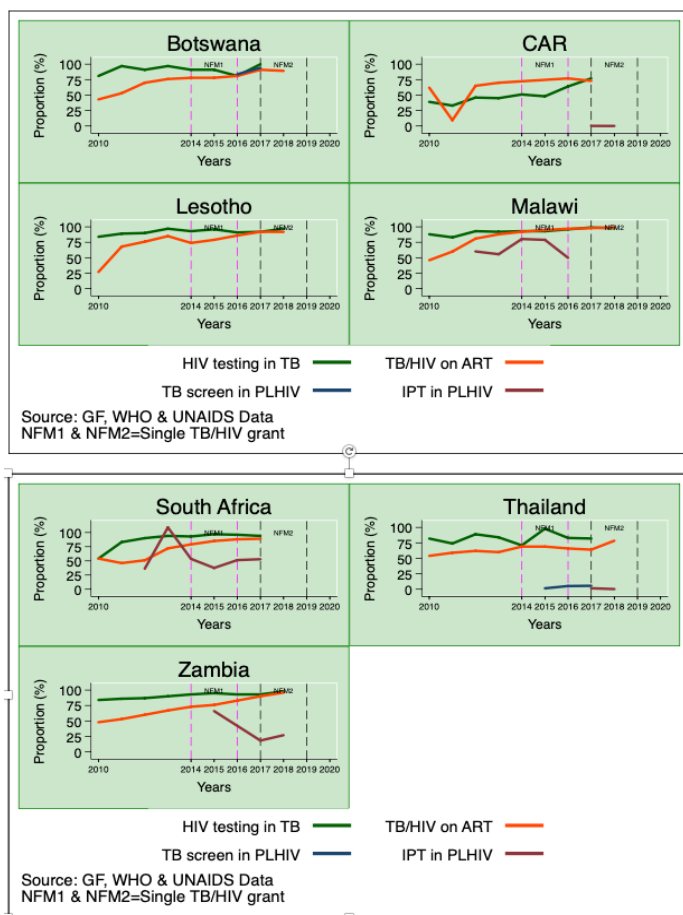 Botswana
Proportion (%)
100
75
50
25
0
NFM1
NFM2
2010
2014
2015
2016
2017
2018
2019
2020
Years
CAR
Proportion (%)
100
75
50
25
0
NFM1
NFM2
2010
2014
2015
2016
2017
2018
2019
2020
Years
Lesotho
Proportion (%)
100
75
50
25
0
NFM1
NFM2
2010
2014
2015
2016
2017
2018
2019
2020
Years
Malawi
Proportion (%)
100
75
50
25
0
NFM1
NFM2
2010
2014
2015
2016
2017
2018
2019
2020
Years
HIV testing in TB
TB/HIV on ART
TB screen in PLHIV
IPT in PLHIV
Source: GF, WHO & UNAIDS Data
NFM1 & NFM2=Single TB/HIV grant
South Africa
Proportion (%)
100
75
50
25
0
NFM1
NFM2
2010
2014
2015
2016
2017
2018
2019
2020
Years
Thailand
Proportion (%)
100
75
50
25
0
NFM1
NFM2
2010
2014
2015
2016
2017
2018
2019
2020
Years
Zambia
Proportion (%)
100
75
50
25
0
NFM1
NFM2
2010
2014
2015
2016
2017
2018
2019
2020
Years
HIV testing in TB
TB/HIV on ART
TB screen in PLHIV
IPT in PLHIV
Source: GF, WHO & UNAIDS Data
NFM1 & NFM2=Single TB/HIV grant